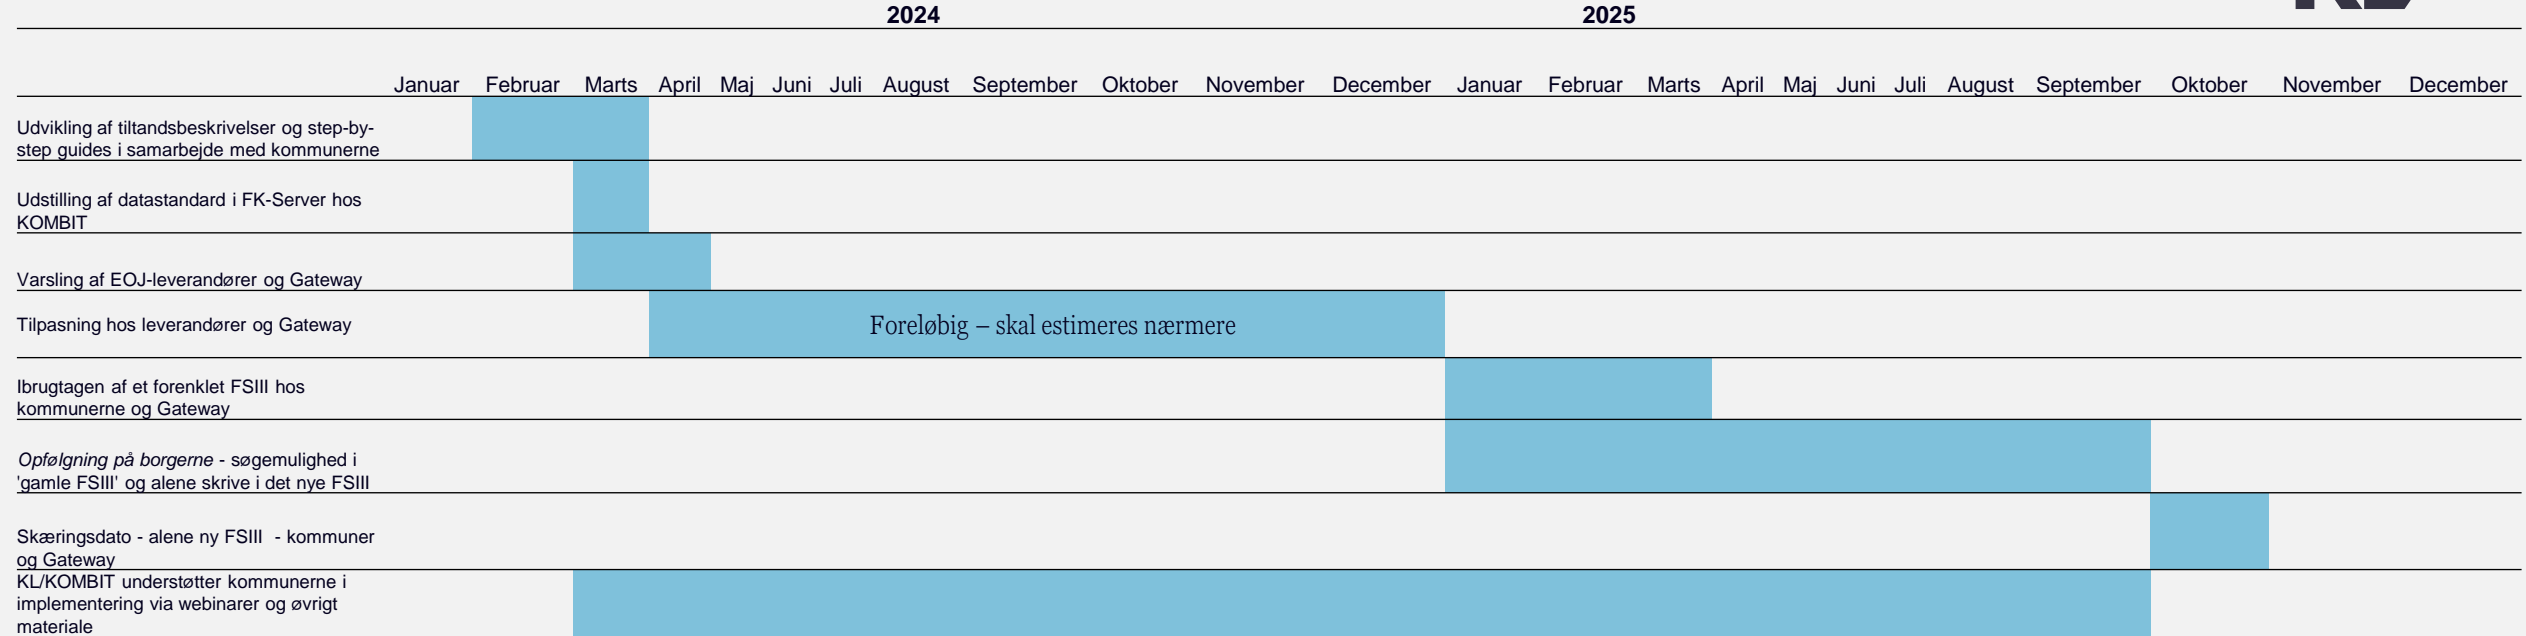 2024 2025
Januar Februar Marts April Maj Juni Juli August September Oktober November December Januar Februar Marts April Maj Juni Juli August September Oktober November December
Udvikling af tiltandsbeskrivelser og step-by-
step guides i samarbejde med kommunerne
Udstilling af datastandard i FK-Server hos
KOMBIT
Varsling af EOJ-leverandører og Gateway
Tilpasning hos leverandører og Gateway
Foreløbig – skal estimeres nærmere
Ibrugtagen af et forenklet FSIII hos
kommunerne og Gateway
Opfølgning på borgerne - søgemulighed i
'gamle FSIII' og alene skrive i det nye FSIII
Skæringsdato - alene ny FSIII - kommuner
og Gateway
KL/KOMBIT understøtter kommunerne i
implementering via webinarer og øvrigt
materiale